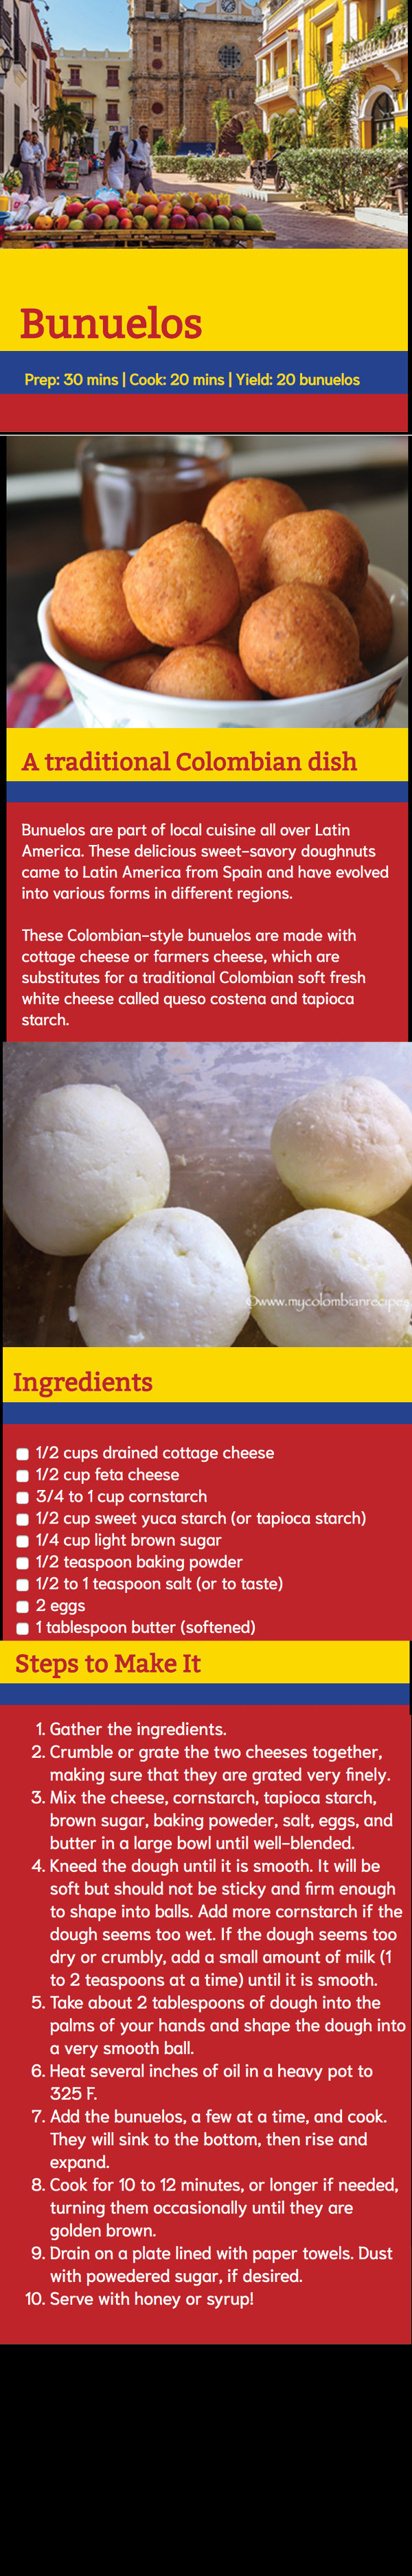 Bunuelos
Prep: 30 mins | Cook: 20 mins | Yield: 20 bunuelos
A traditional Colombian dish
Bunuelos are part of local cuisine all over Latin
America. These delicious sweet-savory doughnuts
came to Latin America from Spain and have evolved
into various forms in different regions.
These Colombian-style bunuelos are made with
cottage cheese or farmers cheese, which are
substitutes for a traditional Colombian soft fresh
white cheese called queso costena and tapioca
starch.
©www.mycolombianrecipes
Ingredients
1/2 cups drained cottage cheese
1/2 cup feta cheese
3/4 to 1 cup cornstarch
1/2 cup sweet yuca starch (or tapioca starch)
1/4 cup light brown sugar
1/2 teaspoon baking powder
1/2 to 1 teaspoon salt (or to taste)
2 eggs
1 tablespoon butter (softened)
Steps to Make It
1. Gather the ingredients.
2. Crumble or grate the two cheeses together,
making sure that they are grated very finely.
3. Mix the cheese, cornstarch, tapioca starch,
brown sugar, baking poweder, salt, eggs, and
butter in a large bowl until well-blended.
4. Kneed the dough until it is smooth. It will be
soft but should not be sticky and firm enough
to shape into balls. Add more cornstarch if the
dough seems too wet. If the dough seems too
dry or crumbly, add a small amount of milk (1
to 2 teaspoons at a time) until it is smooth.
5. Take about 2 tablespoons of dough into the
palms of your hands and shape the dough into
a very smooth ball.
6. Heat several inches of oil in a heavy pot to
325 F.
7. Add the bunuelos, a few at a time, and cook.
They will sink to the bottom, then rise and
expand.
8. Cook for 10 to 12 minutes, or longer if needed,
turning them occasionally until they are
golden brown.
9. Drain on a plate lined with paper towels. Dust
with powedered sugar, if desired.
10. Serve with honey or syrup!